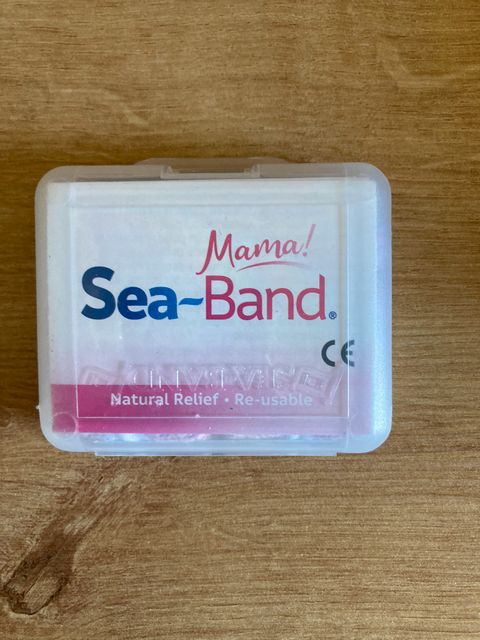 Mama!
Sea~Band®
CE
Natural Relief • Re-usable